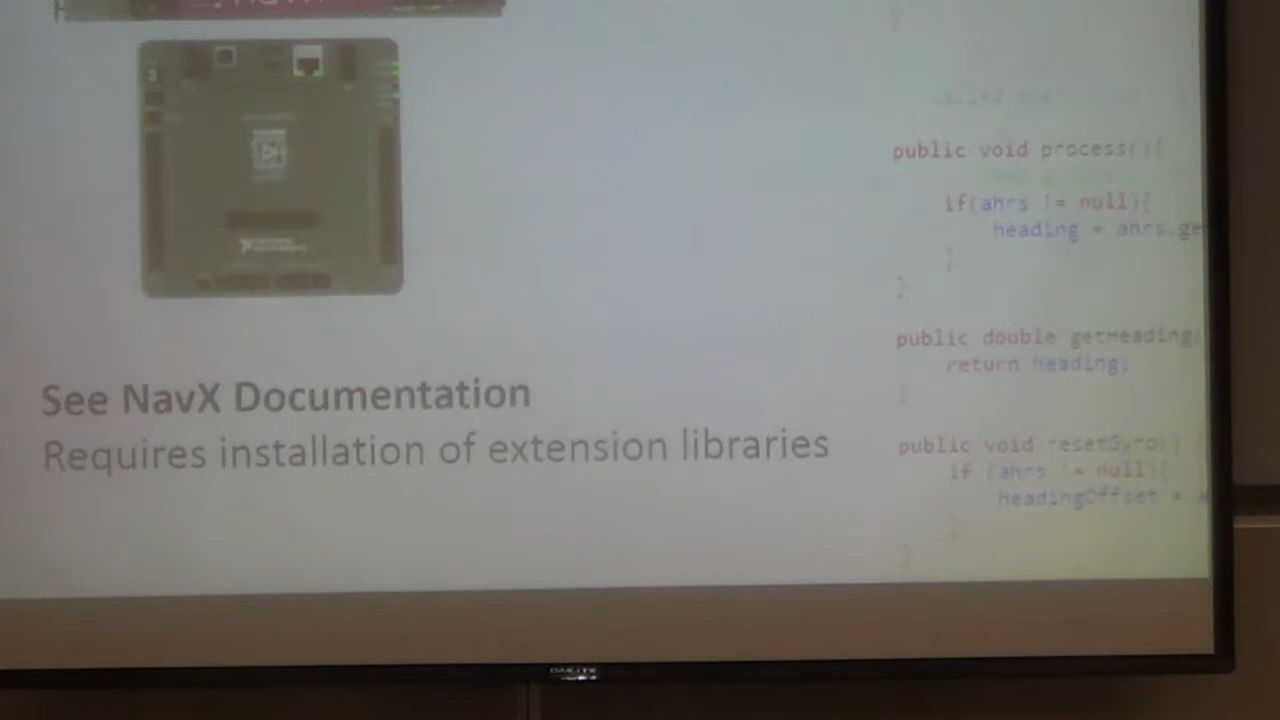 See NavX Documentation
Requires installation of extension libraries
public void process(){
if(ahrs != null){
heading = ahrs.ge
}
}
public double getHeading(
return heading;
}
public void resetGyro() {
if (ahrs != null){
headingOffset = a
}
}